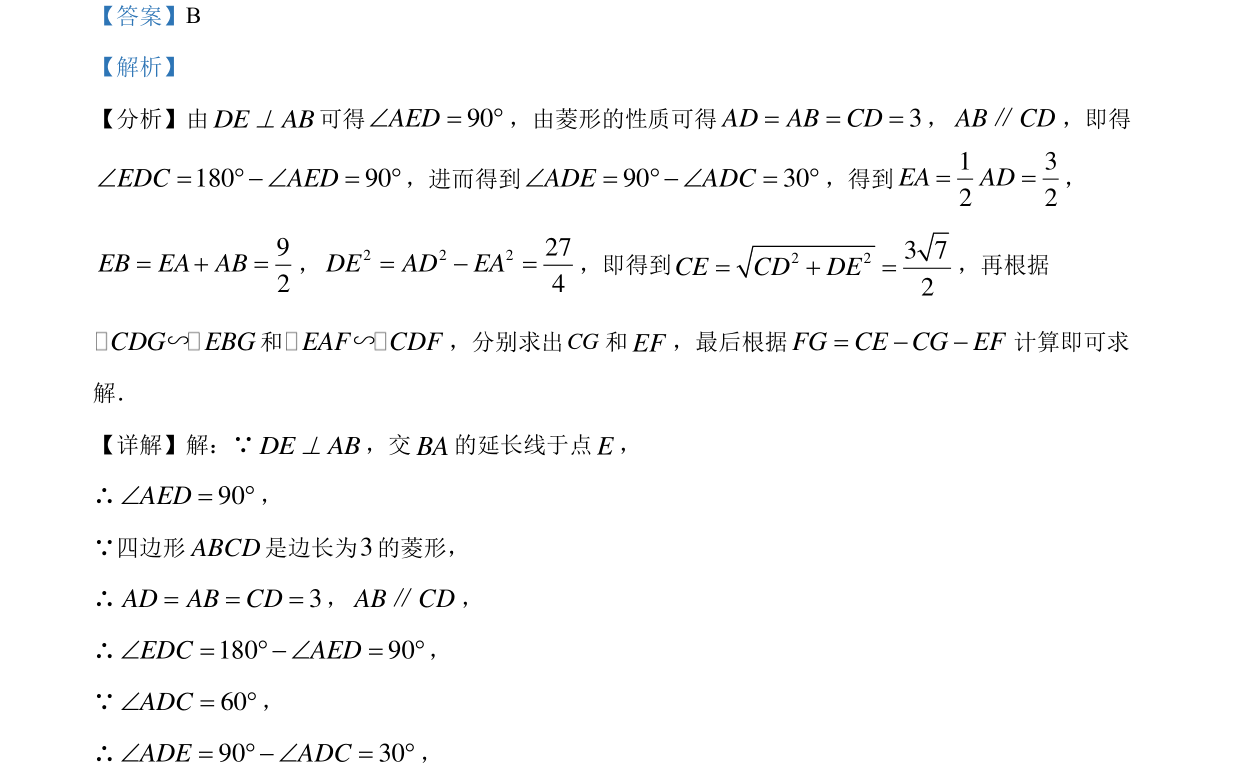 【答案】B
【解析】
【分析】由 DE ⊥ AB 可得 ∠AED = 90°，由菱形的性质可得 AD = AB = CD = 3，AB ∥ CD，即得
∠EDC = 180° − ∠AED = 90°，进而得到 ∠ADE = 90° − ∠ADC = 30°，得到 EA = 1/2 AD = 3/2，
EB = EA + AB = 9/2，DE² = AD² − EA² = 27/4，即得到 CE = √(CD² + DE²) = 3√7/2，再根据
□CDG∽□EBG 和 □EAF∽□CDF，分别求出 CG 和 EF，最后根据 FG = CE − CG − EF 计算即可求
解．
【详解】解：∵ DE ⊥ AB，交 BA 的延长线于点 E，
∴ ∠AED = 90°，
∵四边形 ABCD 是边长为 3 的菱形，
∴ AD = AB = CD = 3，AB ∥ CD，
∴ ∠EDC = 180° − ∠AED = 90°，
∵ ∠ADC = 60°，
∴ ∠ADE = 90° − ∠ADC = 30°，